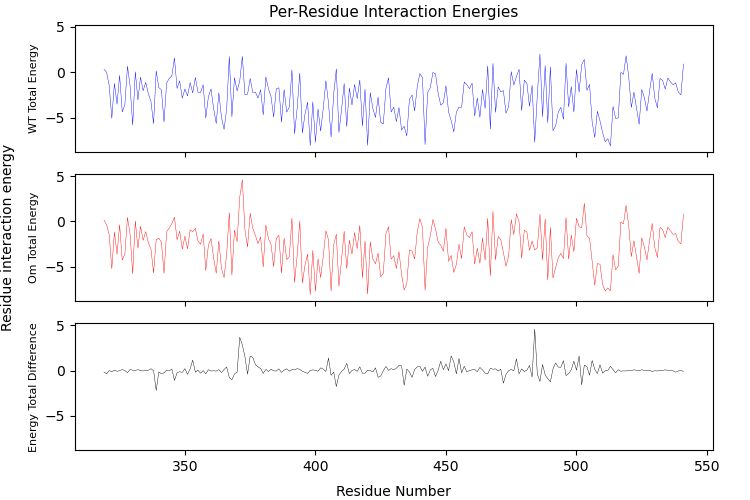 Per-Residue Interaction Energies
Residue interaction energy
WT Total Energy
5
0
−5
Om Total Energy
5
0
−5
Energy Total Difference
5
0
−5
350
400
450
500
550
Residue Number